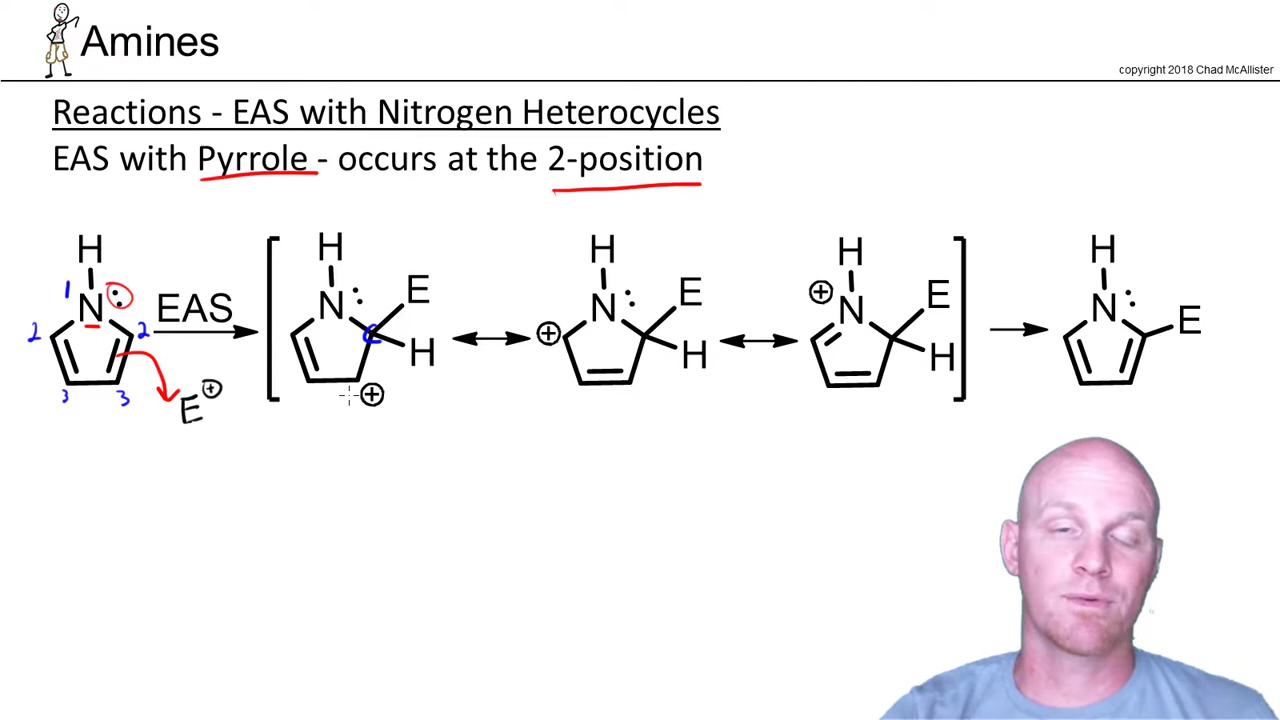 Amines
copyright 2018 Chad McAllister
Reactions - EAS with Nitrogen Heterocycles
EAS with Pyrrole - occurs at the 2-position
H H H H H
E E E
1 N : EAS N : N : + N N : E
2 2 C H + H H
3 3 E + +